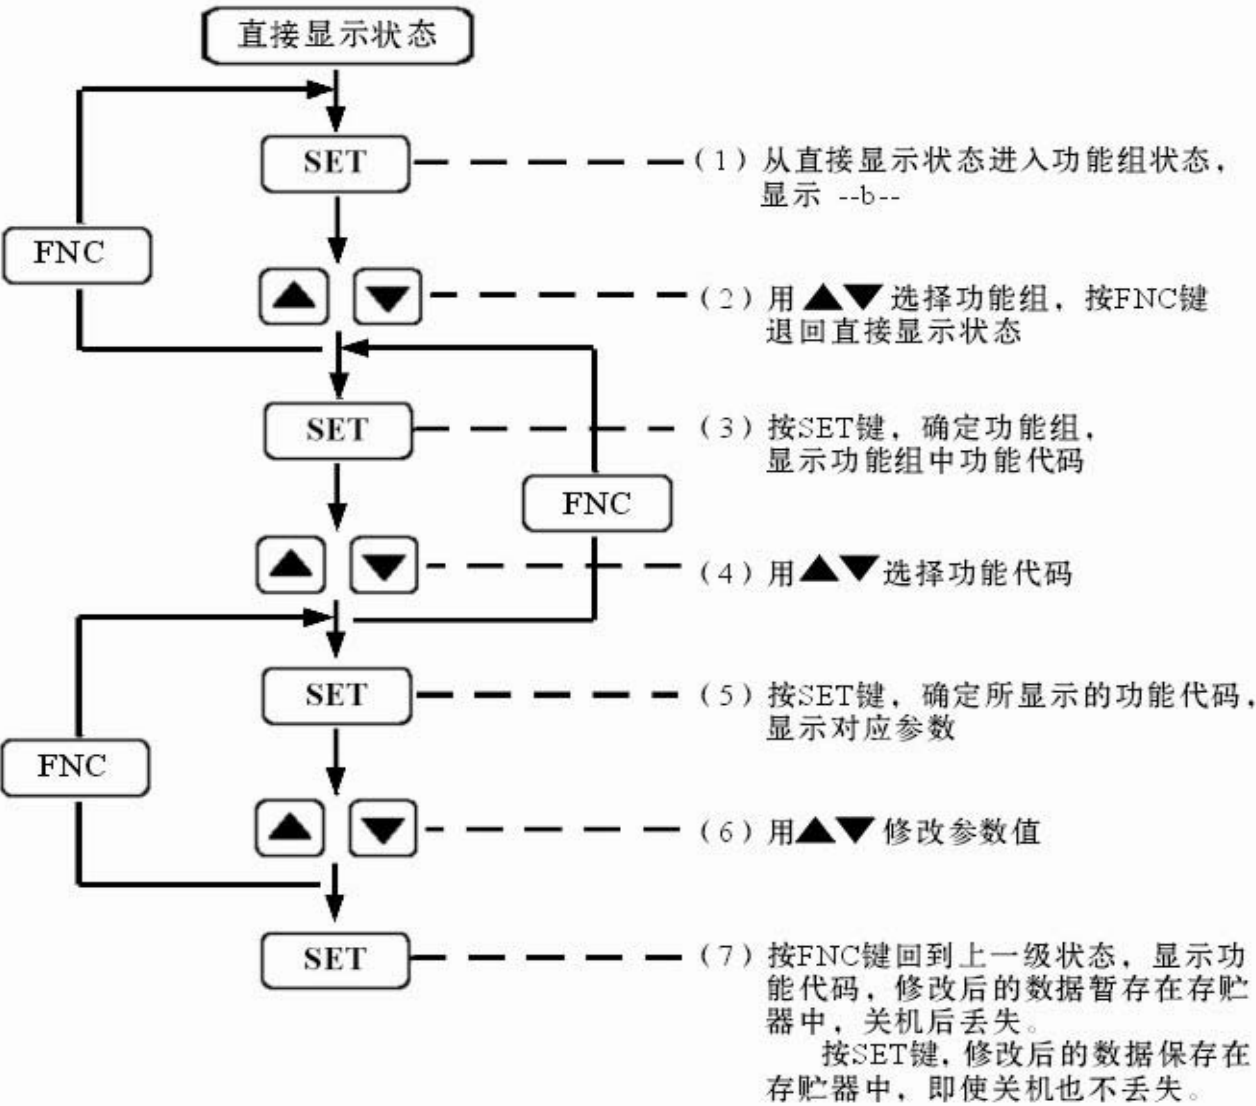 直接显示状态
SET
(1) 从直接显示状态进入功能组状态，
显示 --b--
FNC
▲ ▼
(2) 用▲▼选择功能组，按FNC键
退回直接显示状态
SET
(3) 按SET键，确定功能组，
显示功能组中功能代码
FNC
▲ ▼
(4) 用▲▼选择功能代码
SET
(5) 按SET键，确定所显示的功能代码，
显示对应参数
FNC
▲ ▼
(6) 用▲▼修改参数值
SET
(7) 按FNC键回到上一级状态，显示功
能代码，修改后的数据暂存在存贮
器中，关机后丢失。
按SET键，修改后的数据保存在
存贮器中，即使关机也不丢失。